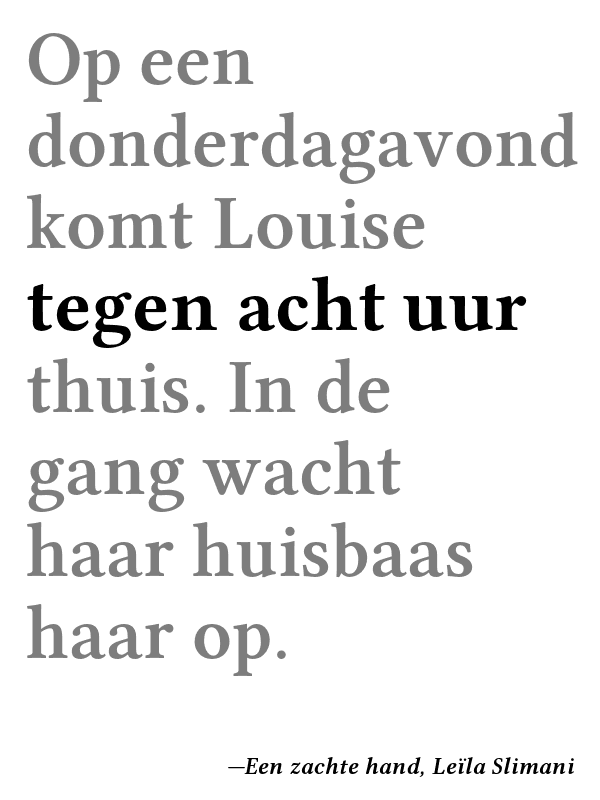 Op een
donderdagavond
komt Louise
tegen acht uur
thuis. In de
gang wacht
haar huisbaas
haar op.
—Een zachte hand, Leïla Slimani